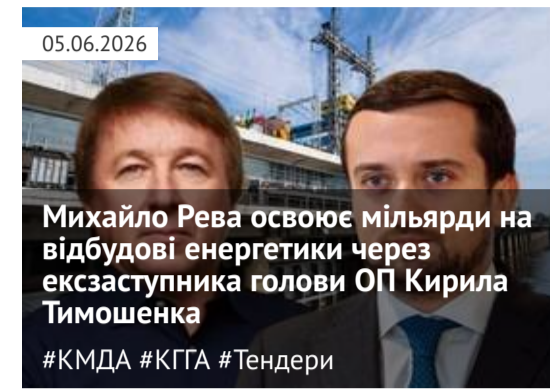 05.06.2026
Михайло Рева освоює мільярди на
відбудові енергетики через
ексзаступника голови ОП Кирила
Тимошенка
#КМДА #КГГА #Тендери